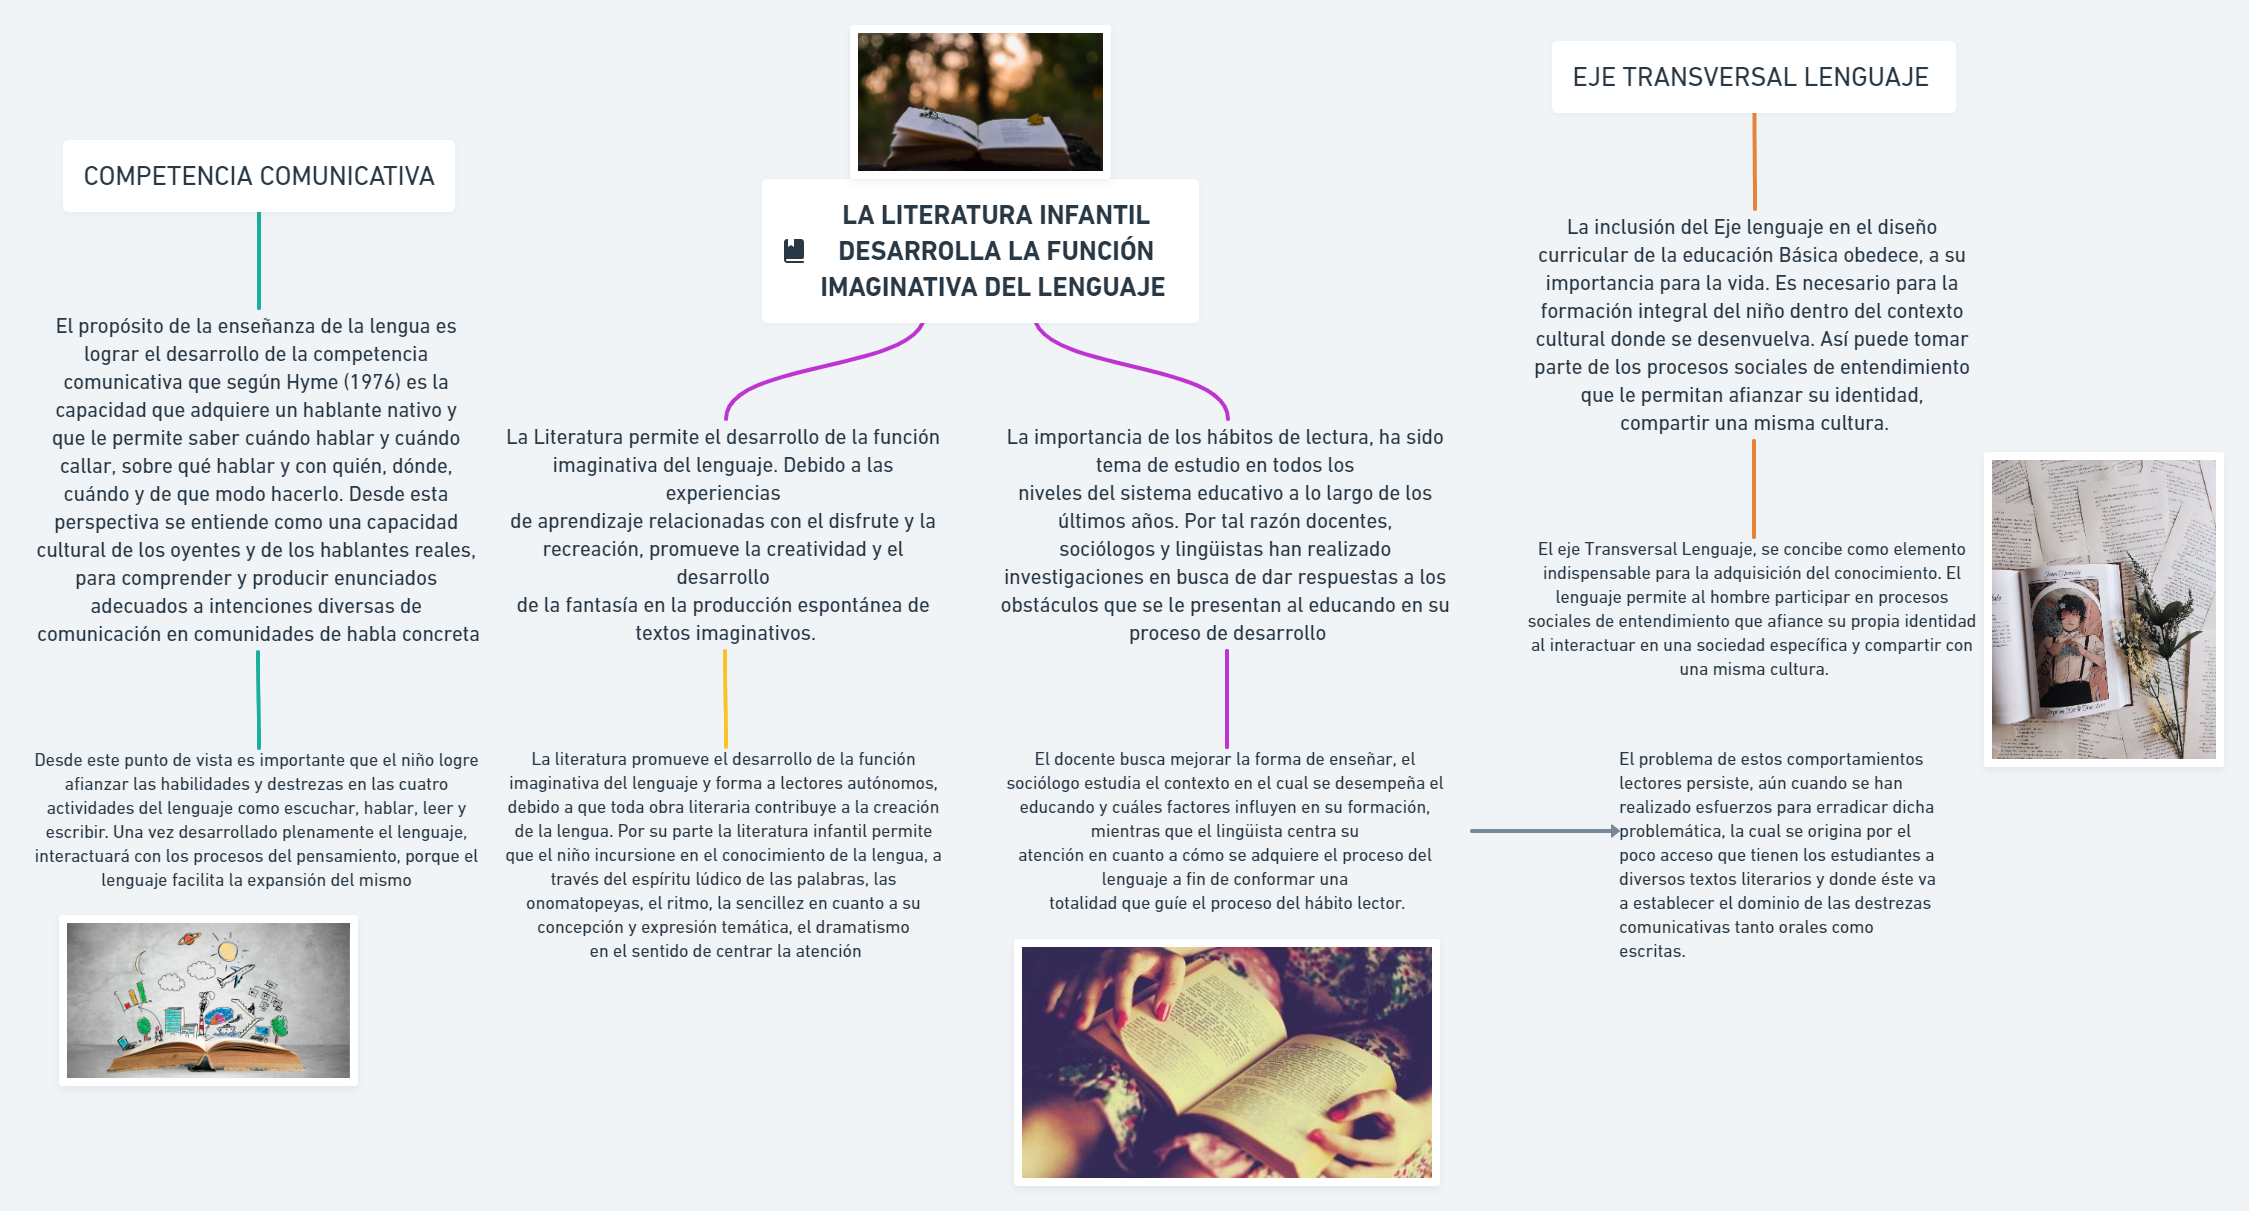 COMPETENCIA COMUNICATIVA
El propósito de la enseñanza de la lengua es
lograr el desarrollo de la competencia
comunicativa que según Hyme (1976) es la
capacidad que adquiere un hablante nativo y
que le permite saber cuándo hablar y cuándo
callar, sobre qué hablar y con quién, dónde,
cuándo y de que modo hacerlo. Desde esta
perspectiva se entiende como una capacidad
cultural de los oyentes y de los hablantes reales,
para comprender y producir enunciados
adecuados a intenciones diversas de
comunicación en comunidades de habla concreta
Desde este punto de vista es importante que el niño logre
afianzar las habilidades y destrezas en las cuatro
actividades del lenguaje como escuchar, hablar, leer y
escribir. Una vez desarrollado plenamente el lenguaje,
interactuará con los procesos del pensamiento, porque el
lenguaje facilita la expansión del mismo
LA LITERATURA INFANTIL
DESARROLLA LA FUNCIÓN
IMAGINATIVA DEL LENGUAJE
La Literatura permite el desarrollo de la función
imaginativa del lenguaje. Debido a las
experiencias
de aprendizaje relacionadas con el disfrute y la
recreación, promueve la creatividad y el
desarrollo
de la fantasía en la producción espontánea de
textos imaginativos.
La literatura promueve el desarrollo de la función
imaginativa del lenguaje y forma a lectores autónomos,
debido a que toda obra literaria contribuye a la creación
de la lengua. Por su parte la literatura infantil permite
que el niño incursione en el conocimiento de la lengua, a
través del espíritu lúdico de las palabras, las
onomatopeyas, el ritmo, la sencillez en cuanto a su
concepción y expresión temática, el dramatismo
en el sentido de centrar la atención
La importancia de los hábitos de lectura, ha sido
tema de estudio en todos los
niveles del sistema educativo a lo largo de los
últimos años. Por tal razón docentes,
sociólogos y lingüistas han realizado
investigaciones en busca de dar respuestas a los
obstáculos que se le presentan al educando en su
proceso de desarrollo
El docente busca mejorar la forma de enseñar, el
sociólogo estudia el contexto en el cual se desempeña el
educando y cuáles factores influyen en su formación,
mientras que el lingüista centra su
atención en cuanto a cómo se adquiere el proceso del
lenguaje a fin de conformar una
totalidad que guíe el proceso del hábito lector.
EJE TRANSVERSAL LENGUAJE
La inclusión del Eje lenguaje en el diseño
curricular de la educación Básica obedece, a su
importancia para la vida. Es necesario para la
formación integral del niño dentro del contexto
cultural donde se desenvuelva. Así puede tomar
parte de los procesos sociales de entendimiento
que le permitan afianzar su identidad,
compartir una misma cultura.
El eje Transversal Lenguaje, se concibe como elemento
indispensable para la adquisición del conocimiento. El
lenguaje permite al hombre participar en procesos
sociales de entendimiento que afiance su propia identidad
al interactuar en una sociedad específica y compartir con
una misma cultura.
El problema de estos comportamientos
lectores persiste, aún cuando se han
realizado esfuerzos para erradicar dicha
problemática, la cual se origina por el
poco acceso que tienen los estudiantes a
diversos textos literarios y donde éste va
a establecer el dominio de las destrezas
comunicativas tanto orales como
escritas.